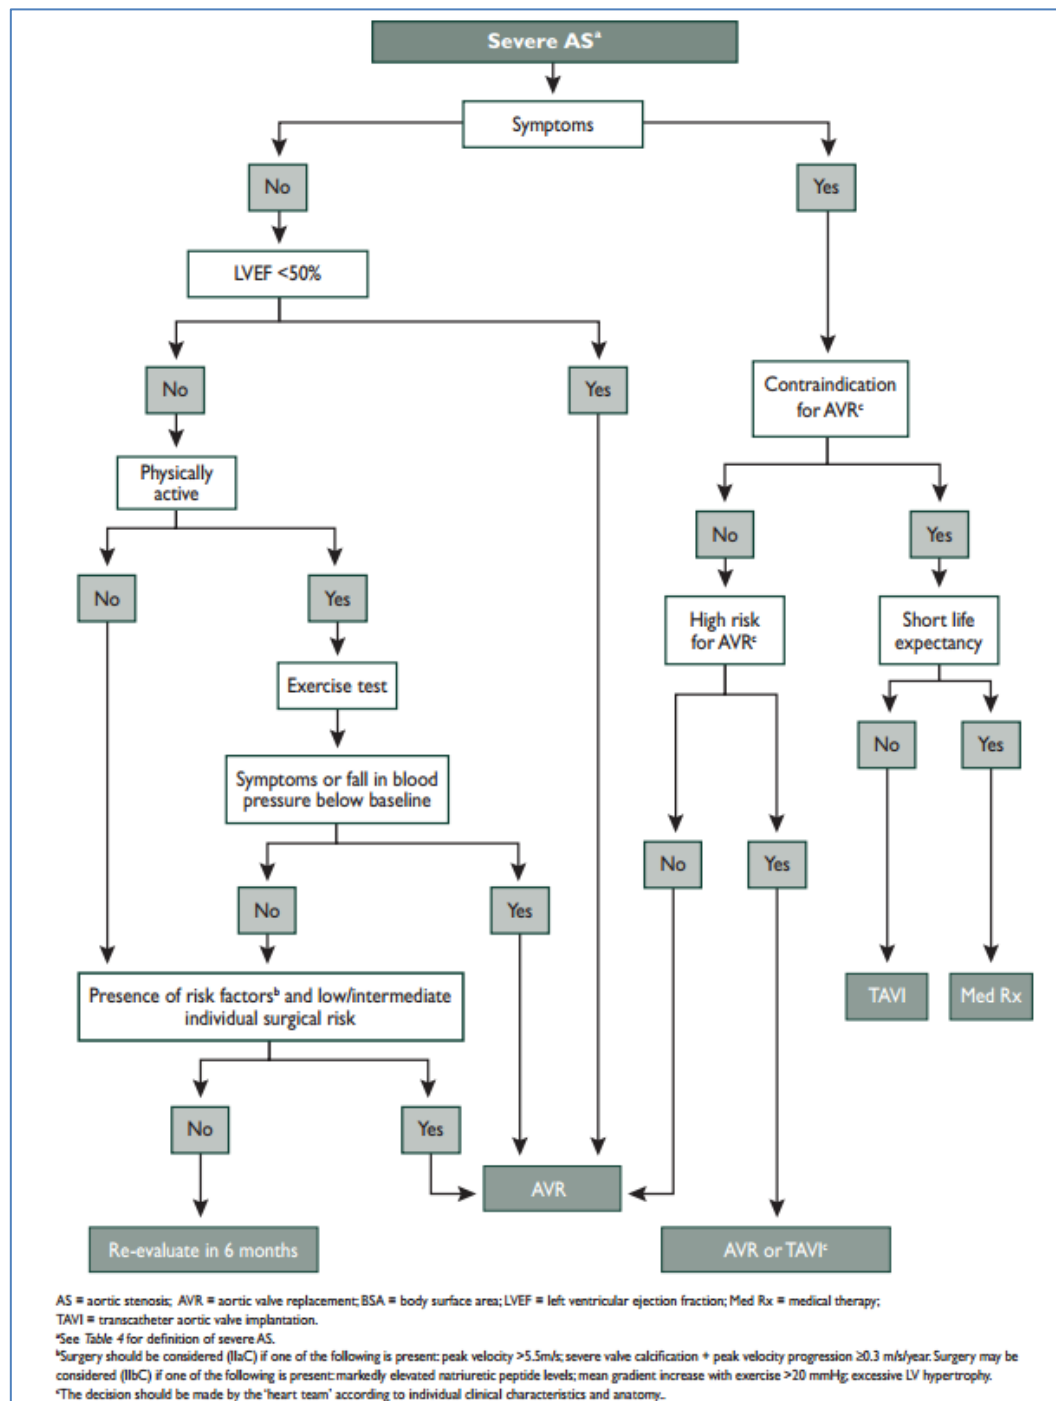 Severe ASᵃ
Symptoms
No
Yes
LVEF <50%
No
Yes
Contraindication
for AVRᶜ
Physically
active
No
Yes
No
Yes
High risk
for AVRᶜ
Short life
expectancy
Exercise test
No
Yes
Symptoms or fall in blood
pressure below baseline
No
Yes
No
Yes
Presence of risk factorsᵇ and low/intermediate
individual surgical risk
TAVI
Med Rx
No
Yes
AVR
Re-evaluate in 6 months
AVR or TAVIᶜ
AS = aortic stenosis; AVR = aortic valve replacement; BSA = body surface area; LVEF = left ventricular ejection fraction; Med Rx = medical therapy;
TAVI = transcatheter aortic valve implantation.
ᵃSee Table 4 for definition of severe AS.
ᵇSurgery should be considered (IIaC) if one of the following is present: peak velocity >5.5m/s; severe valve calcification + peak velocity progression ≥0.3 m/s/year. Surgery may be
considered (IIbC) if one of the following is present: markedly elevated natriuretic peptide levels; mean gradient increase with exercise >20 mmHg; excessive LV hypertrophy.
ᶜThe decision should be made by the 'heart team' according to individual clinical characteristics and anatomy..